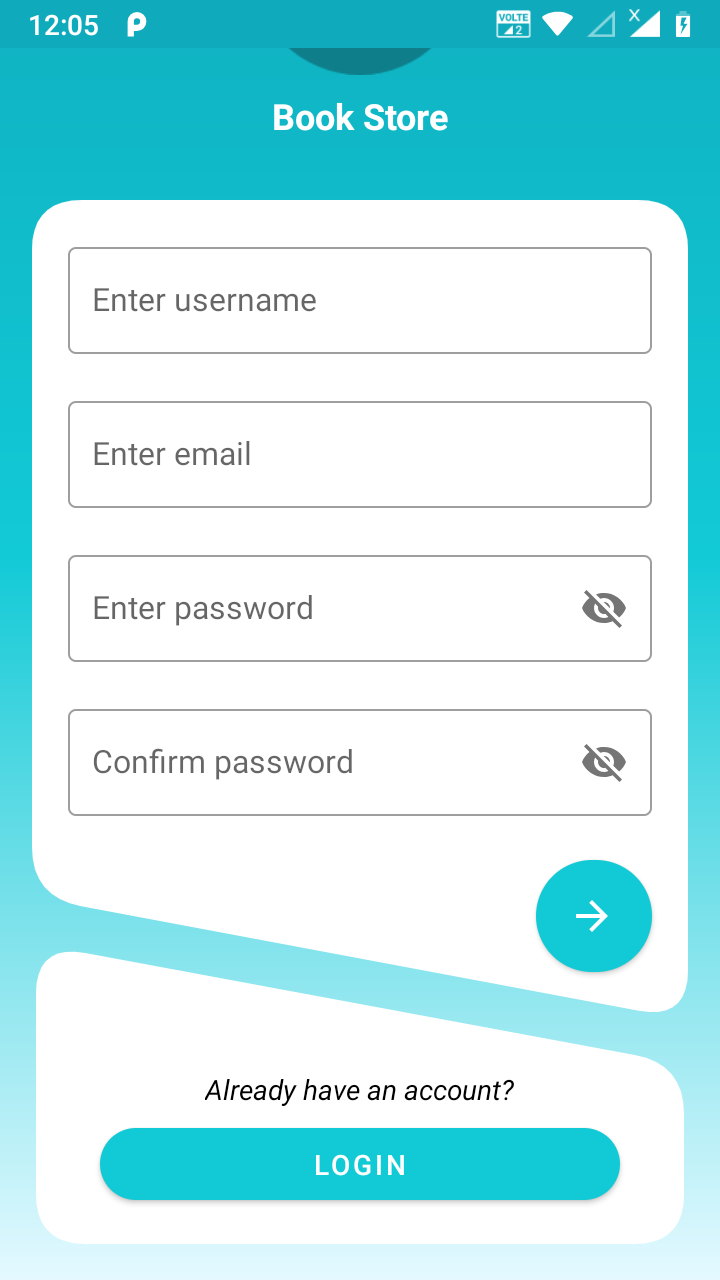 12:05
VOLTE
2
Book Store
Enter username
Enter email
Enter password
Confirm password
Already have an account?
LOGIN